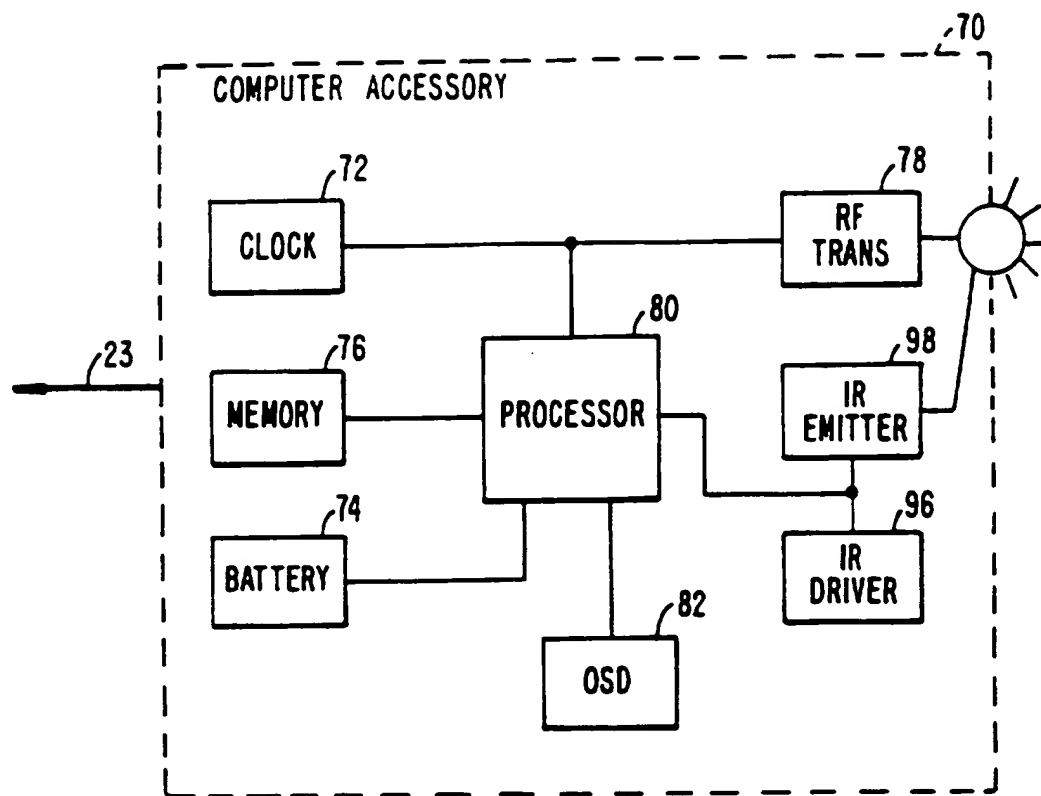 70
COMPUTER ACCESSORY
72
CLOCK
78
RF
TRANS
80
PROCESSOR
23
76
MEMORY
98
IR
EMITTER
74
BATTERY
96
IR
DRIVER
82
OSD